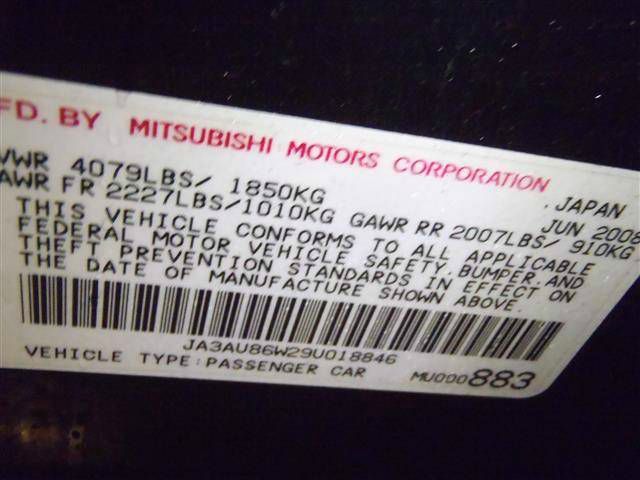 MFD. BY MITSUBISHI MOTORS CORPORATION
VWR 4079LBS/ 1850KG JAPAN
AWR FR 2227LBS/1010KG GAWR RR 2007LBS/ 910KG JUN 2008
THIS VEHICLE CONFORMS TO ALL APPLICABLE
FEDERAL MOTOR VEHICLE SAFETY, BUMPER, AND
THEFT PREVENTION STANDARDS IN EFFECT ON
THE DATE OF MANUFACTURE SHOWN ABOVE.
JA3AU86W29U018846
VEHICLE TYPE:PASSENGER CAR MU000883